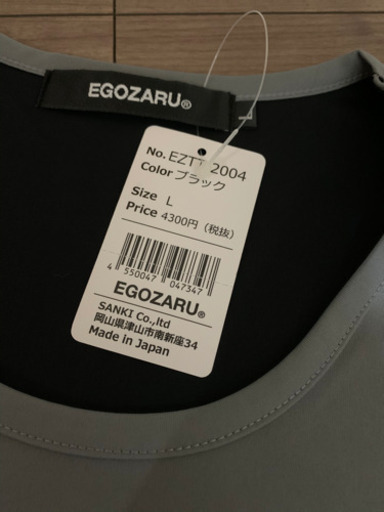 EGOZARU®
L
No. EZTT 2004
Color ブラック
Size L
Price 4300円（税抜）
4 550047 047347
EGOZARU®
SANKI Co.,ltd
岡山県津山市南新座34
Made in Japan